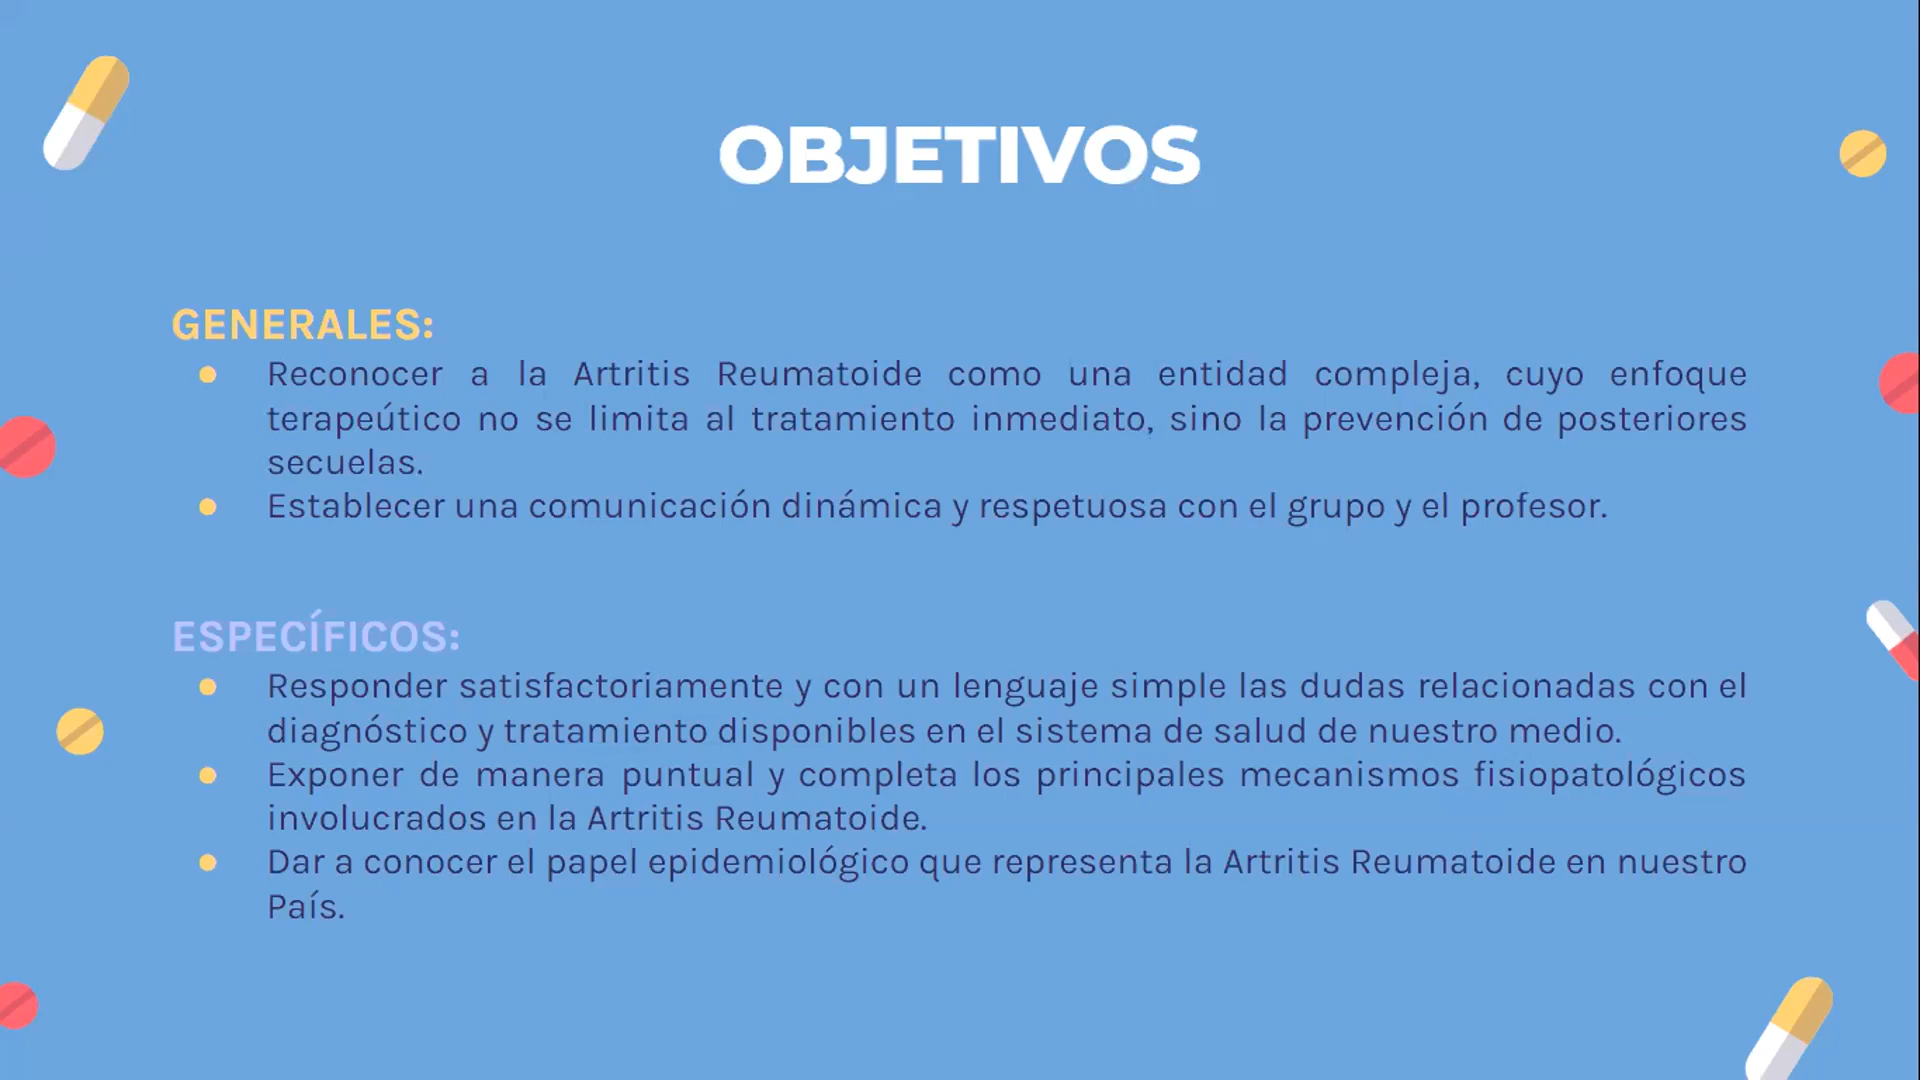 OBJETIVOS
GENERALES:
● Reconocer a la Artritis Reumatoide como una entidad compleja, cuyo enfoque
terapeútico no se limita al tratamiento inmediato, sino la prevención de posteriores
secuelas.
● Establecer una comunicación dinámica y respetuosa con el grupo y el profesor.
ESPECÍFICOS:
● Responder satisfactoriamente y con un lenguaje simple las dudas relacionadas con el
diagnóstico y tratamiento disponibles en el sistema de salud de nuestro medio.
● Exponer de manera puntual y completa los principales mecanismos fisiopatológicos
involucrados en la Artritis Reumatoide.
● Dar a conocer el papel epidemiológico que representa la Artritis Reumatoide en nuestro
País.